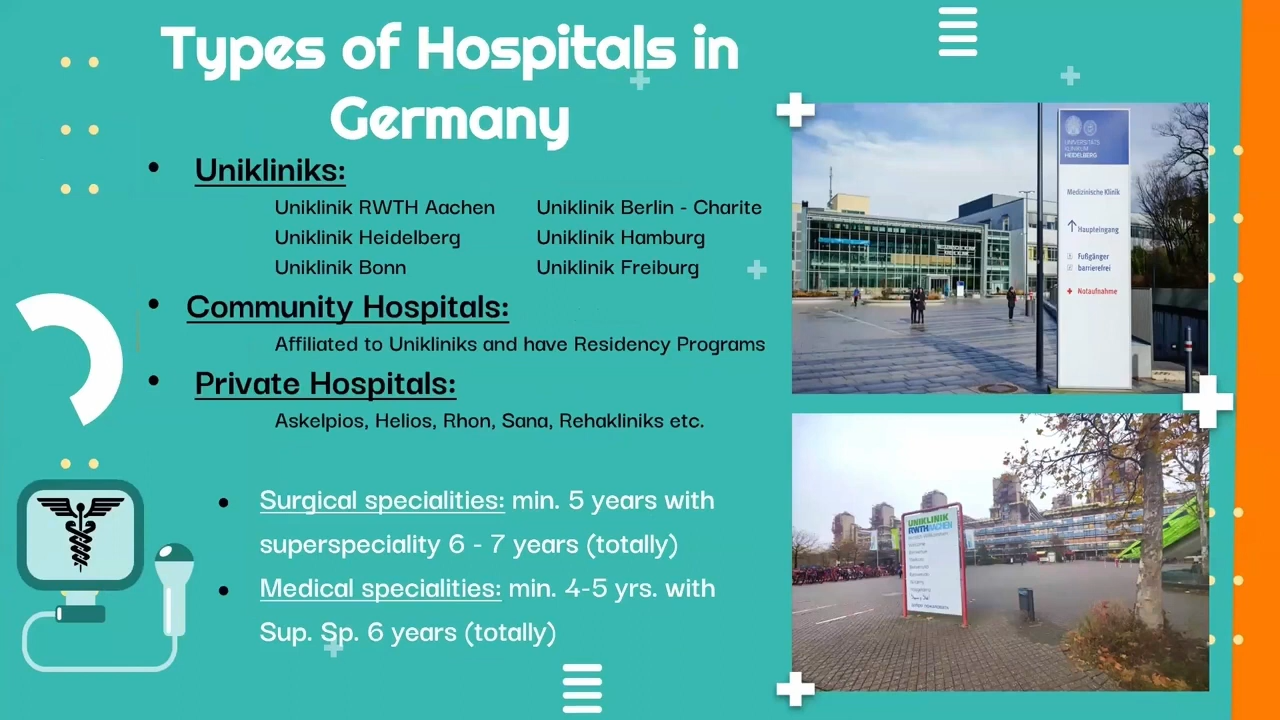 Types of Hospitals in
Germany
• Unikliniks:
Uniklinik RWTH Aachen
Uniklinik Heidelberg
Uniklinik Bonn
Uniklinik Berlin - Charite
Uniklinik Hamburg
Uniklinik Freiburg
• Community Hospitals:
Affiliated to Unikliniks and have Residency Programs
• Private Hospitals:
Askelpios, Helios, Rhon, Sana, Rehakliniks etc.
• Surgical specialities: min. 5 years with
superspeciality 6 - 7 years (totally)
• Medical specialities: min. 4-5 yrs. with
Sup. Sp. 6 years (totally)
UNIVERSITÄTS
KLINIKUM
HEIDELBERG
Medizinische Klinik
Haupteingang
Fußgänger
barrierefrei
Notaufnahme
UNIKLINIK
RWTHAACHEN